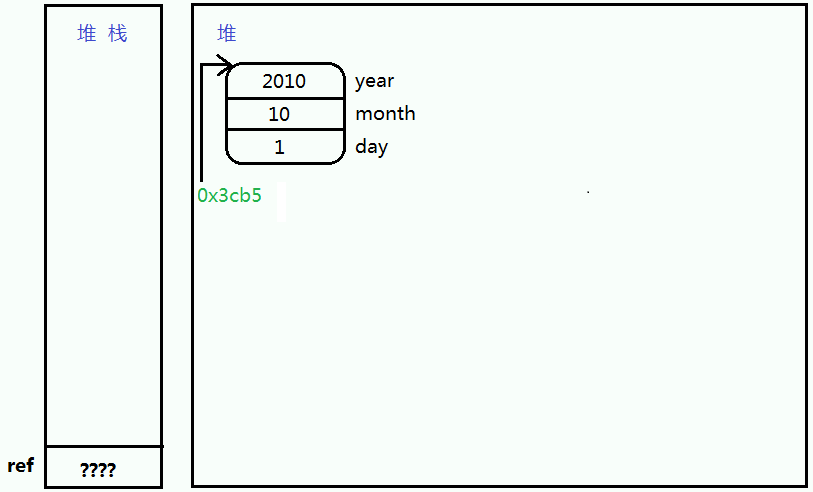 堆 栈
堆
2010 year
10 month
1 day
0x3cb5
ref ????